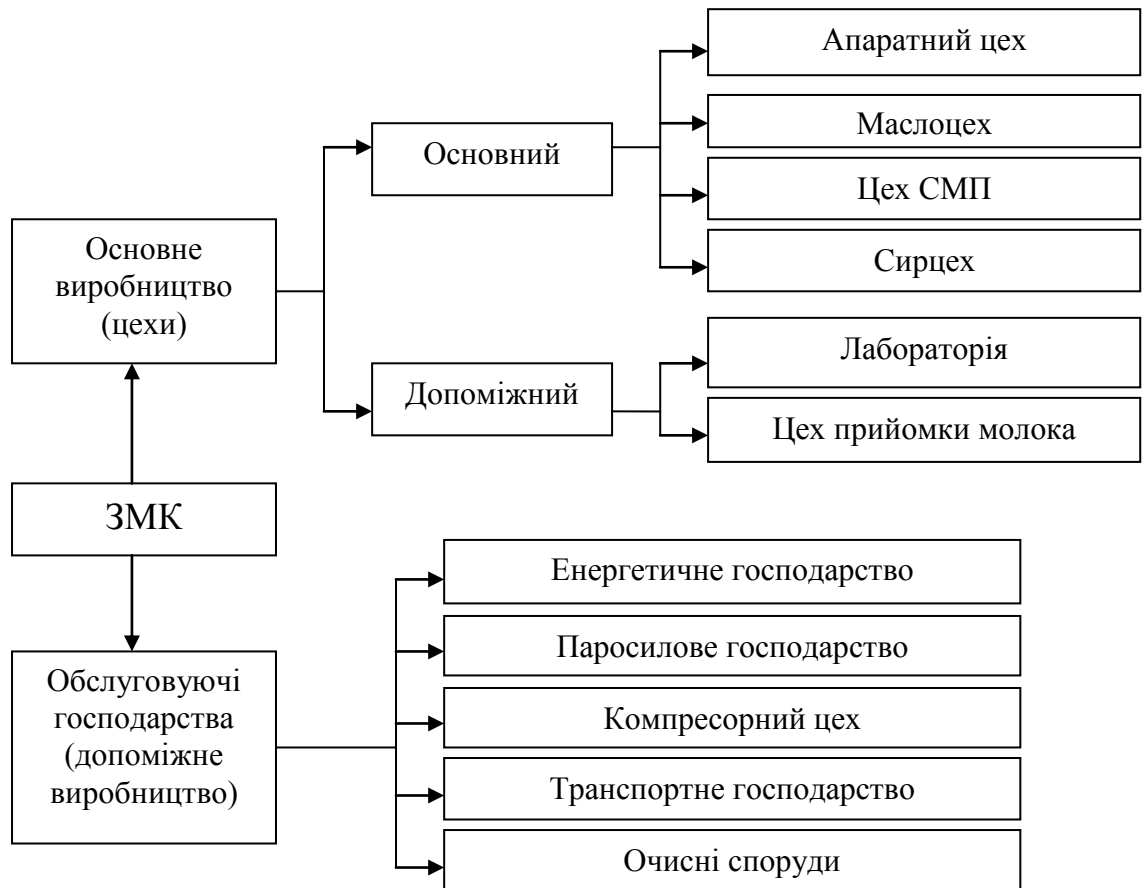 Апаратний цех
Маслоцех
Основний
Цех СМП
Сирцех
Основне
виробництво
(цехи)
Лабораторія
Допоміжний
Цех прийомки молока
ЗМК
Енергетичне господарство
Паросилове господарство
Обслуговуючі
господарства
(допоміжне
виробництво)
Компресорний цех
Транспортне господарство
Очисні споруди